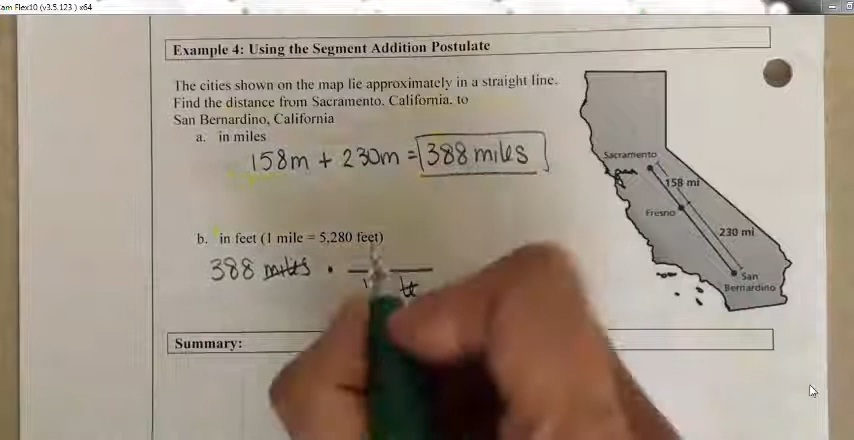 am Flex10 (v3.5.123 ) x64
Example 4: Using the Segment Addition Postulate
The cities shown on the map lie approximately in a straight line.
Find the distance from Sacramento, California, to
San Bernardino, California
a. in miles
158m + 230m = 388 miles
b. in feet (1 mile = 5,280 feet)
388 miles ·
1
Summary:
Sacramento
158 mi
Fresno
230 mi
San
Bernardino